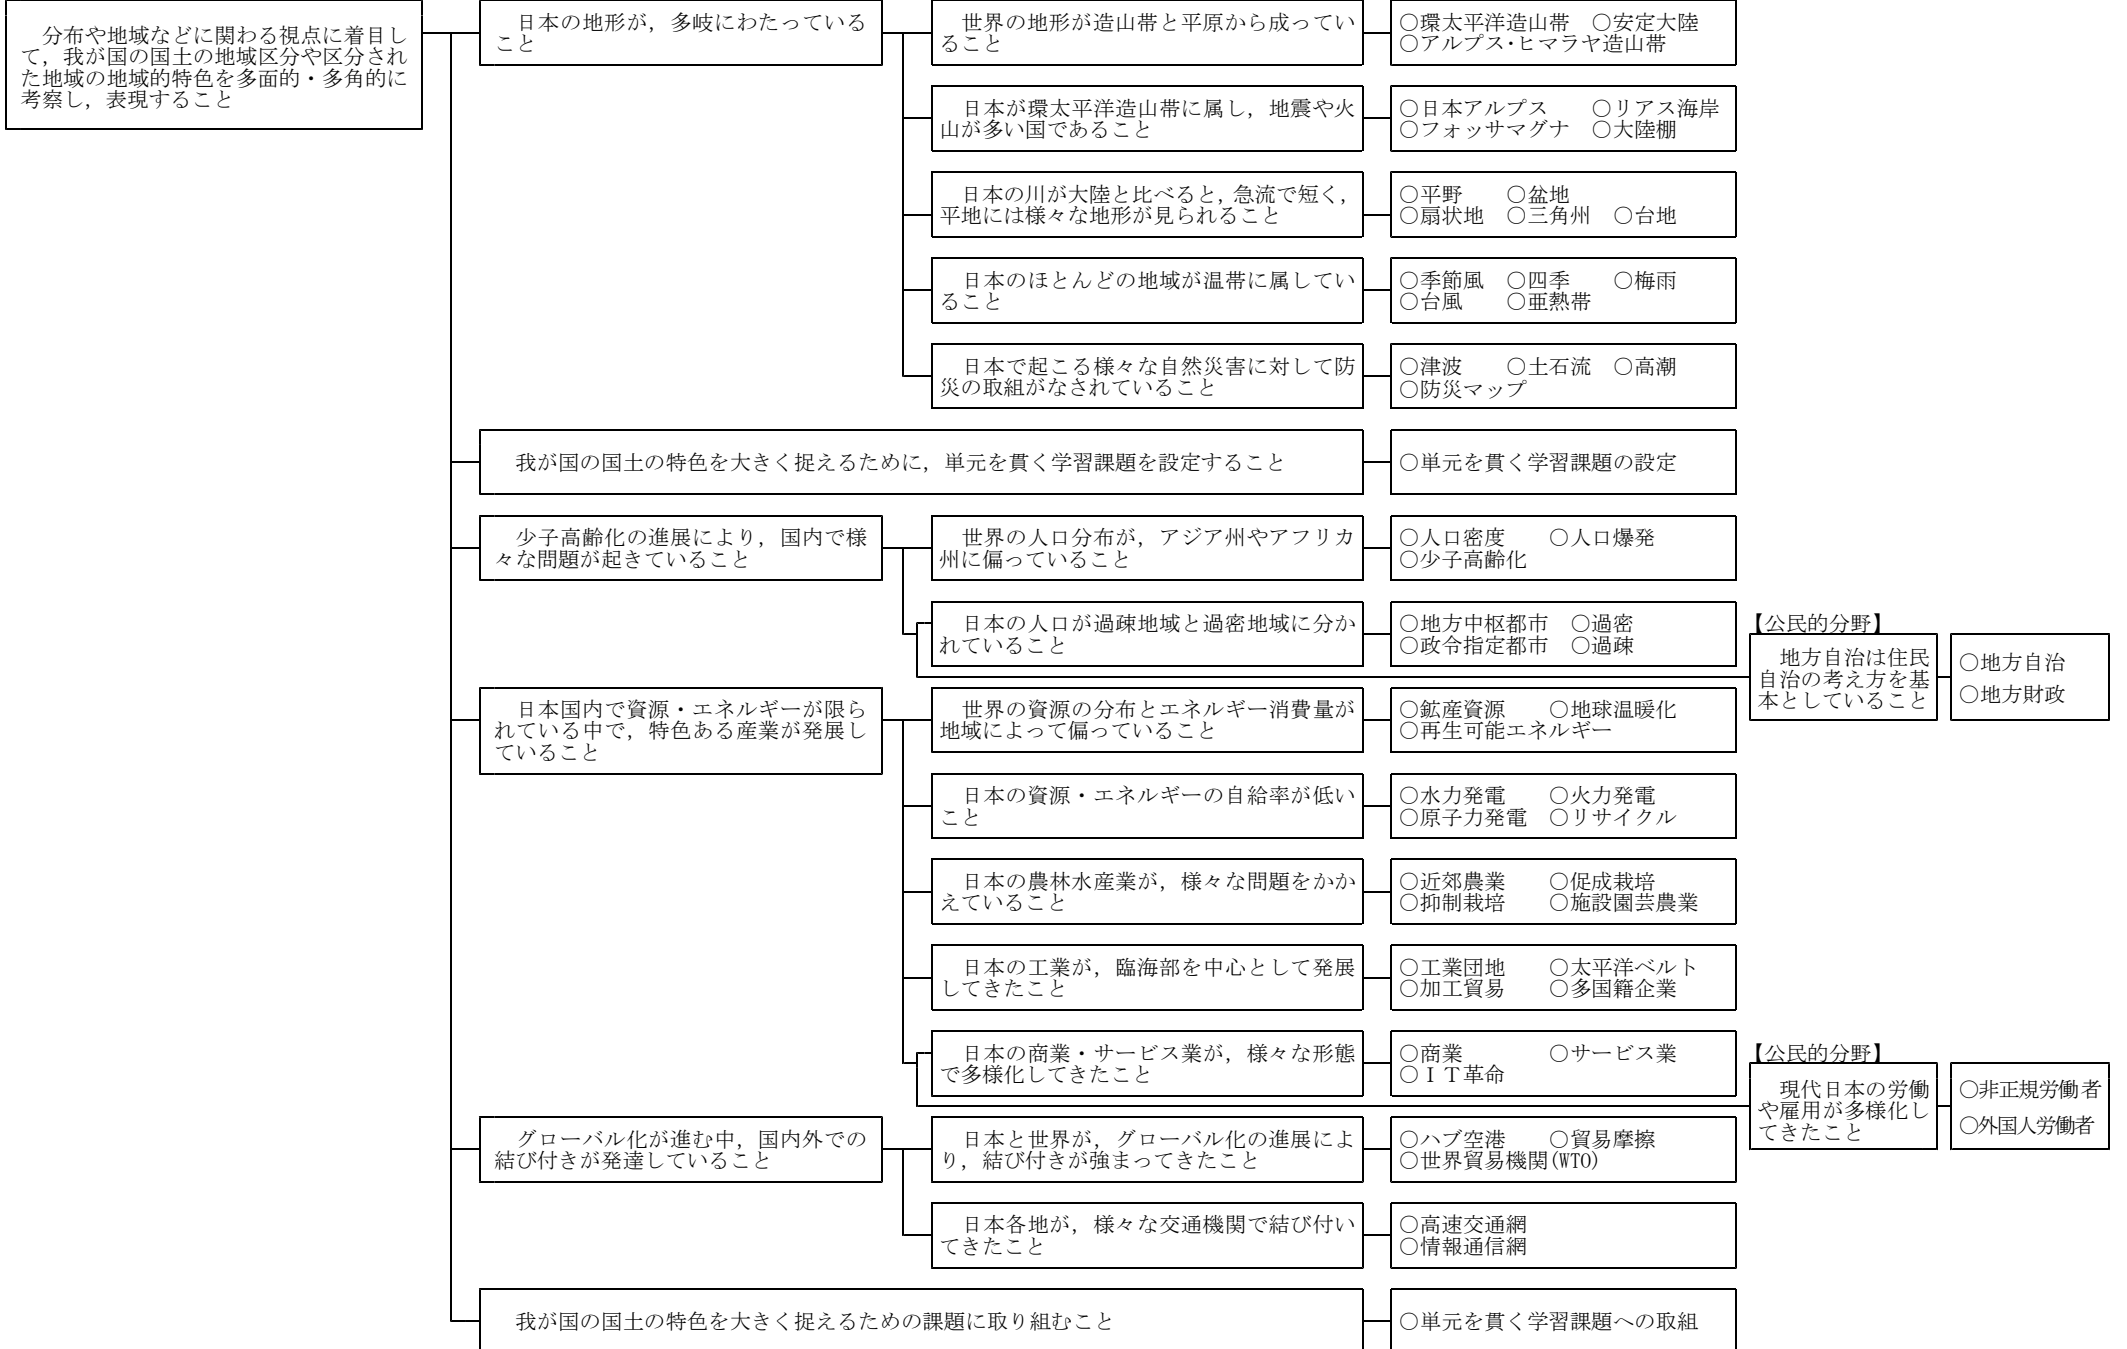 分布や地域などに関わる視点に着目し
て，我が国の国土の地域区分や区分され
た地域の地域的特色を多面的・多角的に
考察し，表現すること
日本の地形が，多岐にわたっている
こと
世界の地形が造山帯と平原から成ってい
ること
○環太平洋造山帯　○安定大陸
○アルプス・ヒマラヤ造山帯
日本が環太平洋造山帯に属し，地震や火
山が多い国であること
○日本アルプス　　○リアス海岸
○フォッサマグナ　○大陸棚
日本の川が大陸と比べると，急流で短く，
平地には様々な地形が見られること
○平野　　○盆地
○扇状地　○三角州　○台地
日本のほとんどの地域が温帯に属してい
ること
○季節風　○四季　　○梅雨
○台風　　○亜熱帯
日本で起こる様々な自然災害に対して防
災の取組がなされていること
○津波　　○土石流　○高潮
○防災マップ
我が国の国土の特色を大きく捉えるために，単元を貫く学習課題を設定すること
○単元を貫く学習課題の設定
少子高齢化の進展により，国内で様
々な問題が起きていること
世界の人口分布が，アジア州やアフリカ
州に偏っていること
○人口密度　　○人口爆発
○少子高齢化
日本の人口が過疎地域と過密地域に分か
れていること
○地方中枢都市　○過密
○政令指定都市　○過疎
【公民的分野】
地方自治は住民
自治の考え方を基
本としていること
○地方自治
○地方財政
日本国内で資源・エネルギーが限ら
れている中で，特色ある産業が発展し
ていること
世界の資源の分布とエネルギー消費量が
地域によって偏っていること
○鉱産資源　　○地球温暖化
○再生可能エネルギー
日本の資源・エネルギーの自給率が低い
こと
○水力発電　　○火力発電
○原子力発電　○リサイクル
日本の農林水産業が，様々な問題をかか
えていること
○近郊農業　　○促成栽培
○抑制栽培　　○施設園芸農業
日本の工業が，臨海部を中心として発展
してきたこと
○工業団地　　○太平洋ベルト
○加工貿易　　○多国籍企業
日本の商業・サービス業が，様々な形態
で多様化してきたこと
○商業　　　　○サービス業
○ＩＴ革命
【公民的分野】
現代日本の労働
や雇用が多様化し
てきたこと
○非正規労働者
○外国人労働者
グローバル化が進む中，国内外での
結び付きが発達していること
日本と世界が，グローバル化の進展によ
り，結び付きが強まってきたこと
○ハブ空港　　○貿易摩擦
○世界貿易機関(WTO)
日本各地が，様々な交通機関で結び付い
てきたこと
○高速交通網
○情報通信網
我が国の国土の特色を大きく捉えるための課題に取り組むこと
○単元を貫く学習課題への取組